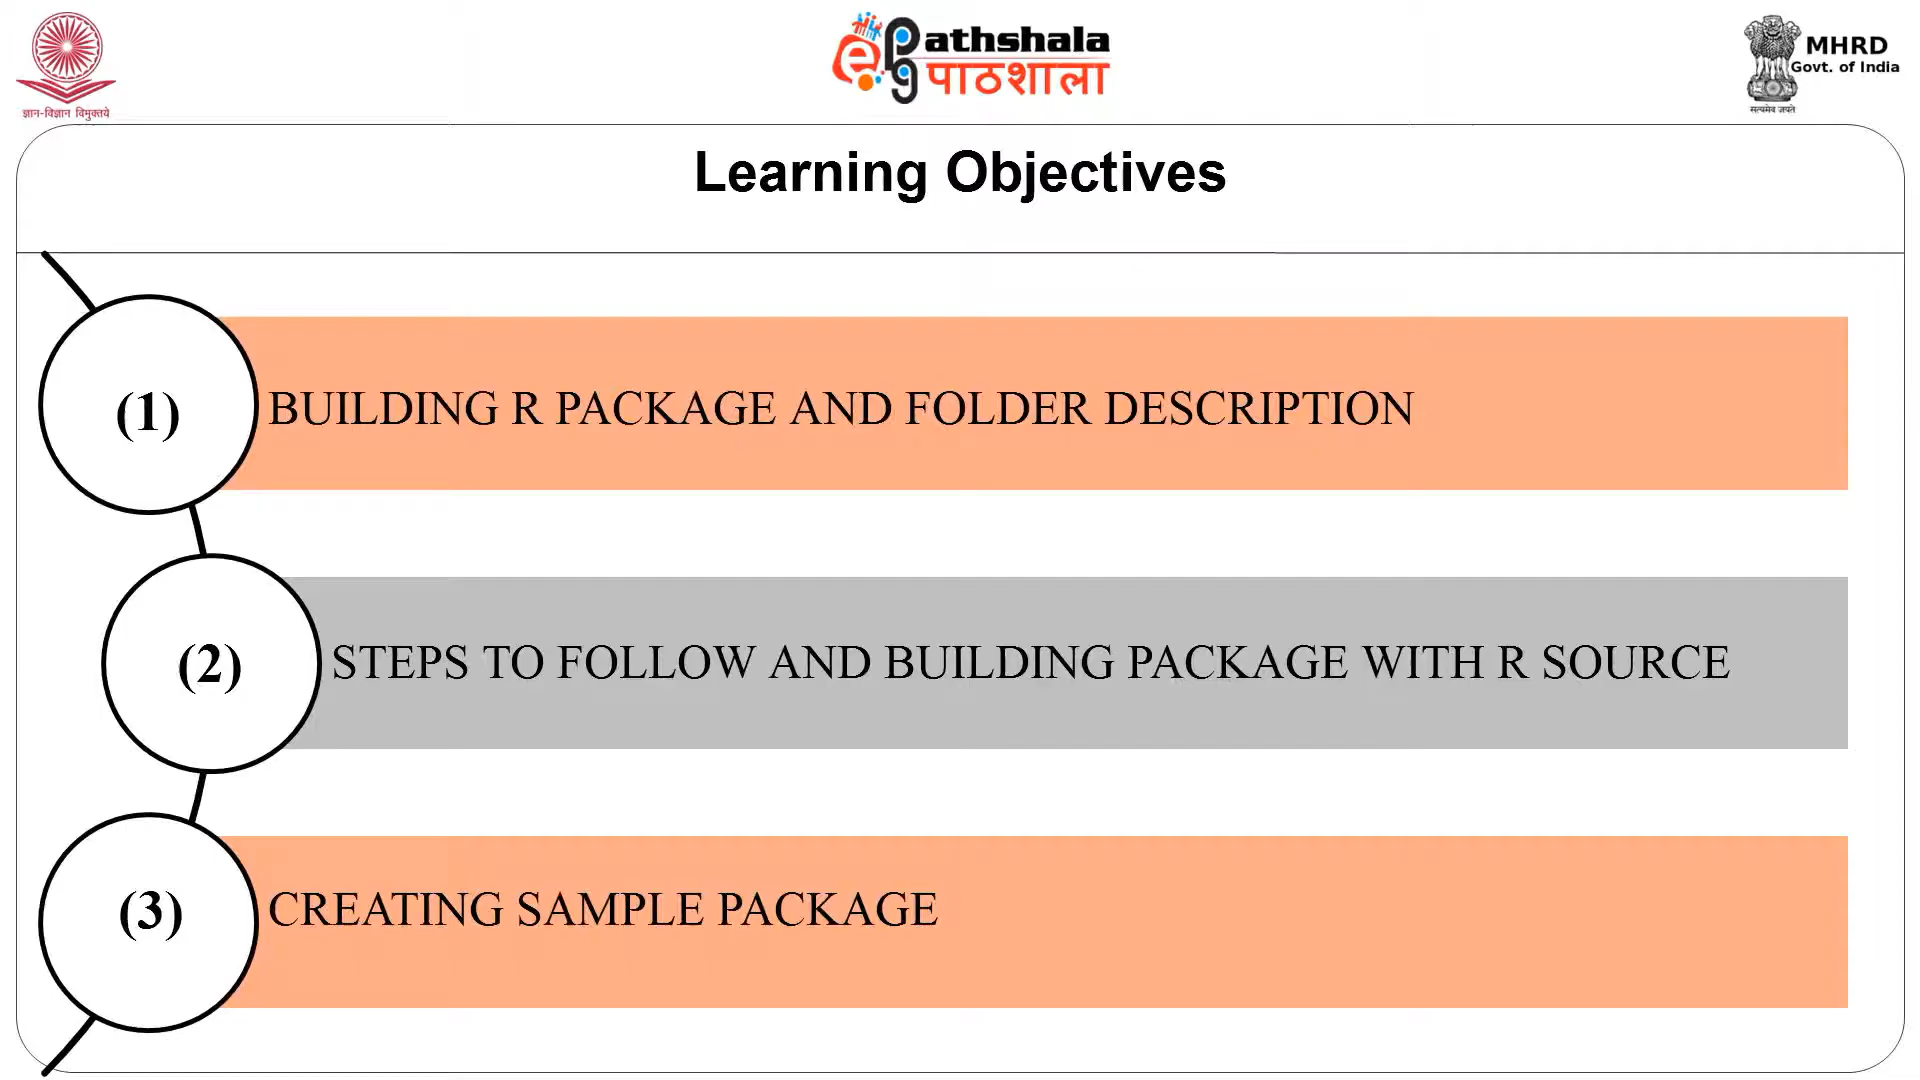 ज्ञान-विज्ञान विमुक्तये
ePathshala
पाठशाला
MHRD
Govt. of India
सत्यमेव जयते
Learning Objectives
(1) BUILDING R PACKAGE AND FOLDER DESCRIPTION
(2) STEPS TO FOLLOW AND BUILDING PACKAGE WITH R SOURCE
(3) CREATING SAMPLE PACKAGE